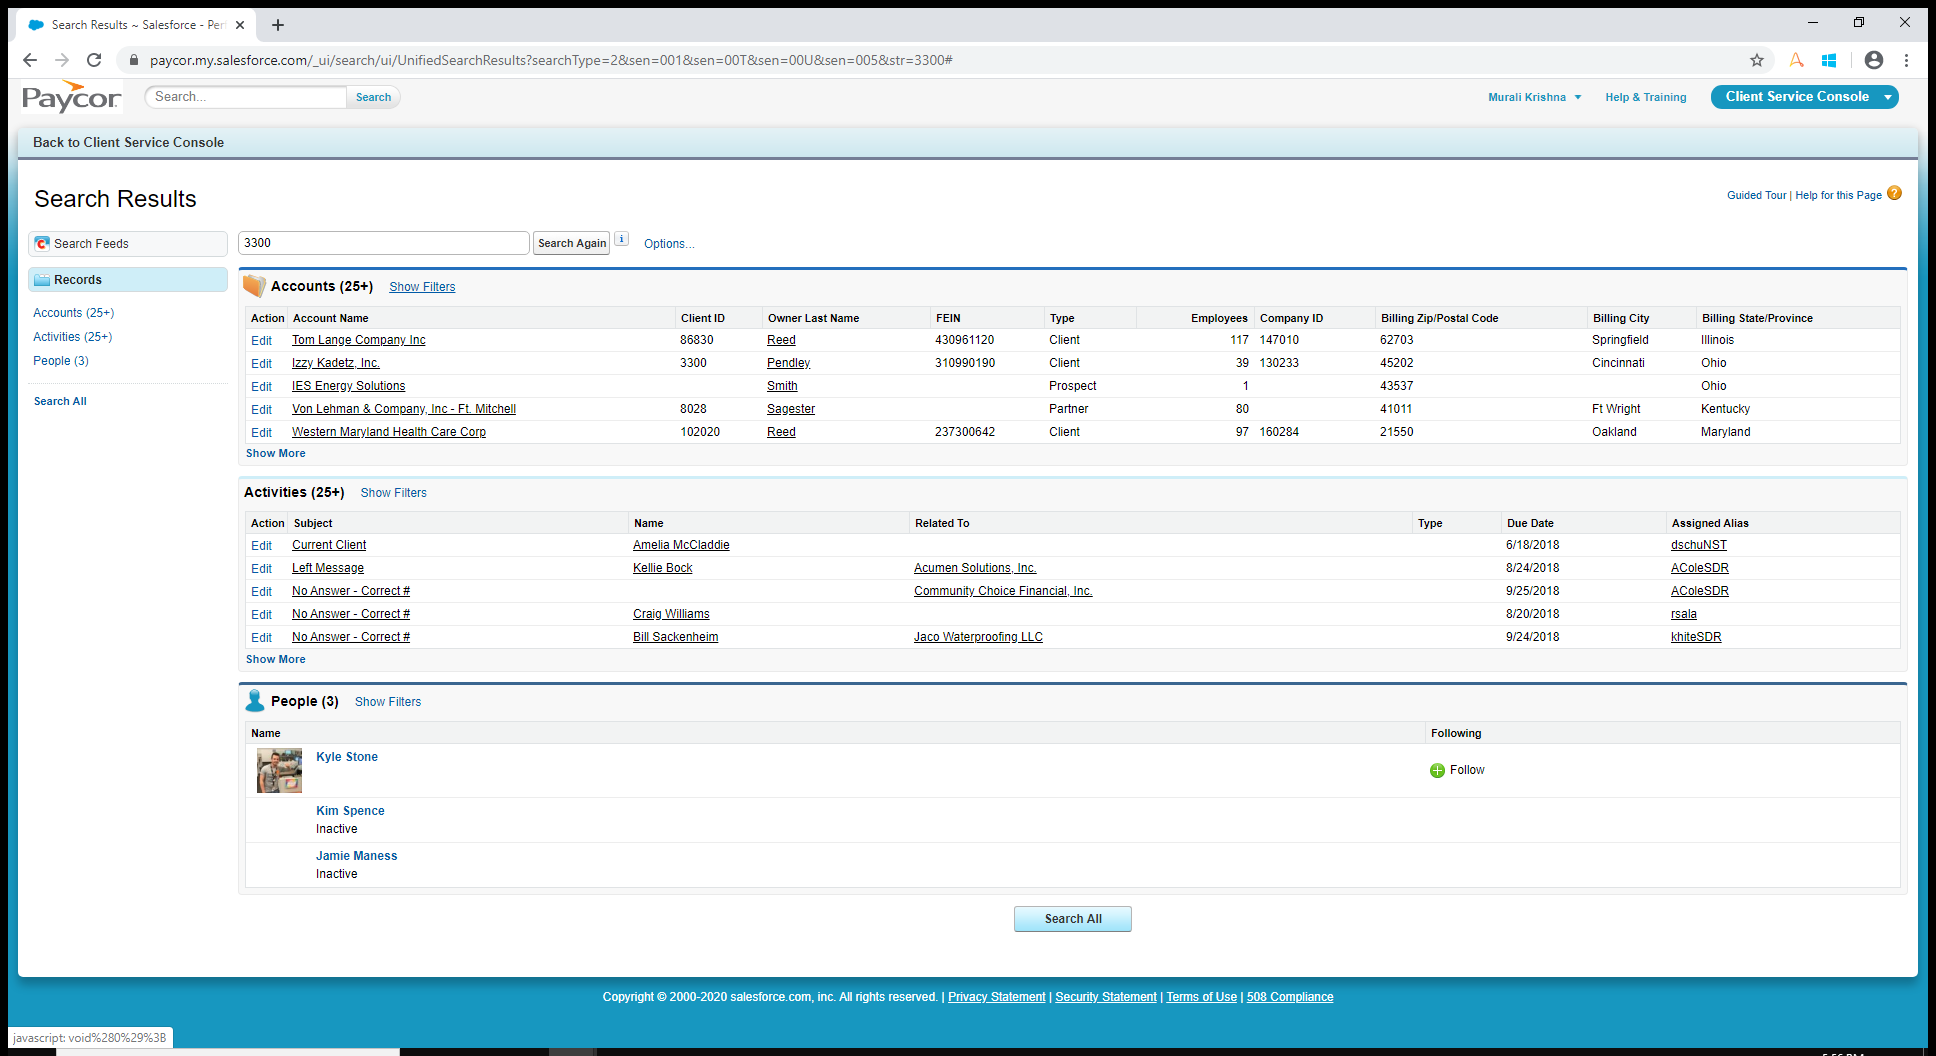 Search Results ~ Salesforce - Per
paycor.my.salesforce.com/_ui/search/ui/UnifiedSearchResults?searchType=2&sen=001&sen=00T&sen=00U&sen=005&str=3300#
Paycor Search... Search Murali Krishna Help & Training Client Service Console
Back to Client Service Console
Search Results
Guided Tour | Help for this Page ?
Search Feeds 3300 Search Again i Options...
Records
Accounts (25+)
Activities (25+)
People (3)
Search All
Accounts (25+) Show Filters
Action Account Name Client ID Owner Last Name FEIN Type Employees Company ID Billing Zip/Postal Code Billing City Billing State/Province
Edit Tom Lange Company Inc 86830 Reed 430961120 Client 117 147010 62703 Springfield Illinois
Edit Izzy Kadetz, Inc. 3300 Pendley 310990190 Client 39 130233 45202 Cincinnati Ohio
Edit IES Energy Solutions Smith Prospect 1 43537 Ohio
Edit Von Lehman & Company, Inc - Ft. Mitchell 8028 Sagester Partner 80 41011 Ft Wright Kentucky
Edit Western Maryland Health Care Corp 102020 Reed 237300642 Client 97 160284 21550 Oakland Maryland
Show More
Activities (25+) Show Filters
Action Subject Name Related To Type Due Date Assigned Alias
Edit Current Client Amelia McCladdie 6/18/2018 dschuNST
Edit Left Message Kellie Bock Acumen Solutions, Inc. 8/24/2018 AColeSDR
Edit No Answer - Correct # Community Choice Financial, Inc. 9/25/2018 AColeSDR
Edit No Answer - Correct # Craig Williams 8/20/2018 rsala
Edit No Answer - Correct # Bill Sackenheim Jaco Waterproofing LLC 9/24/2018 khiteSDR
Show More
People (3) Show Filters
Name Following
Kyle Stone
Follow
Kim Spence
Inactive
Jamie Maness
Inactive
Search All
Copyright © 2000-2020 salesforce.com, inc. All rights reserved. | Privacy Statement | Security Statement | Terms of Use | 508 Compliance
javascript: void%280%29%3B